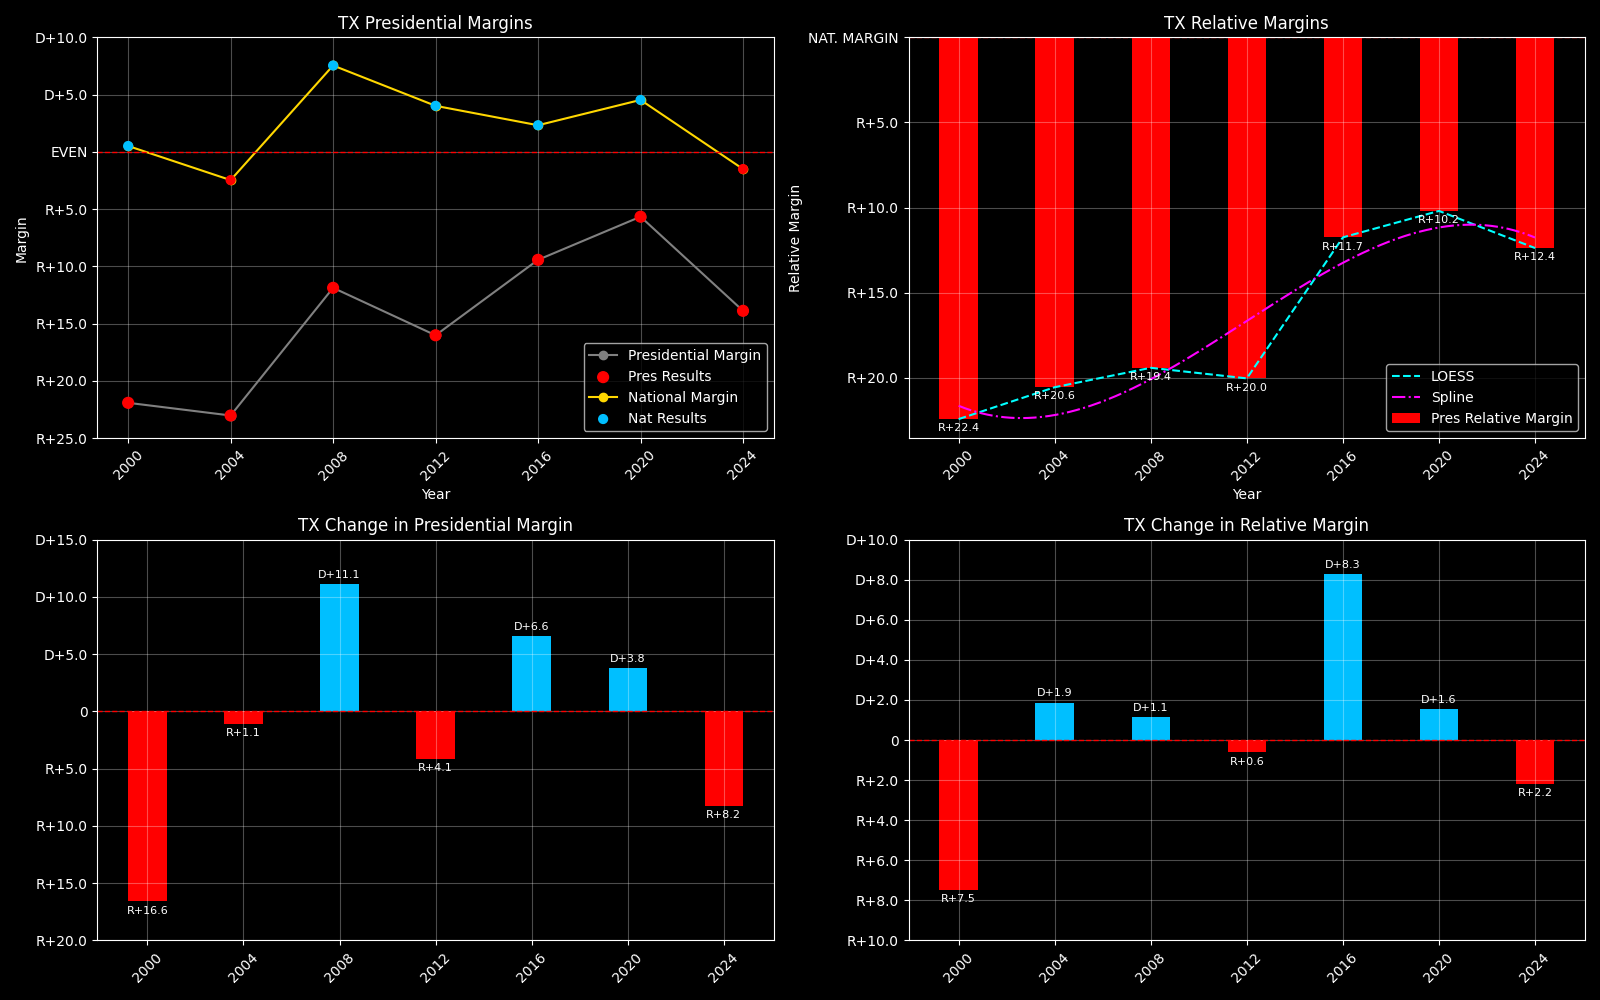 TX Presidential Margins
D+10.0
D+5.0
EVEN
R+5.0
R+10.0
R+15.0
R+20.0
R+25.0
Margin
Presidential Margin
Pres Results
National Margin
Nat Results
2000 2004 2008 2012 2016 2020 2024
Year
TX Relative Margins
NAT. MARGIN
R+5.0
R+10.0
R+15.0
R+20.0
Relative Margin
R+22.4
R+20.6
R+19.4
R+20.0
R+11.7
R+10.2
R+12.4
LOESS
Spline
Pres Relative Margin
2000 2004 2008 2012 2016 2020 2024
Year
TX Change in Presidential Margin
D+15.0
D+10.0
D+5.0
0
R+5.0
R+10.0
R+15.0
R+20.0
R+16.6
R+1.1
D+11.1
R+4.1
D+6.6
D+3.8
R+8.2
2000 2004 2008 2012 2016 2020 2024
TX Change in Relative Margin
D+10.0
D+8.0
D+6.0
D+4.0
D+2.0
0
R+2.0
R+4.0
R+6.0
R+8.0
R+10.0
R+7.5
D+1.9
D+1.1
R+0.6
D+8.3
D+1.6
R+2.2
2000 2004 2008 2012 2016 2020 2024